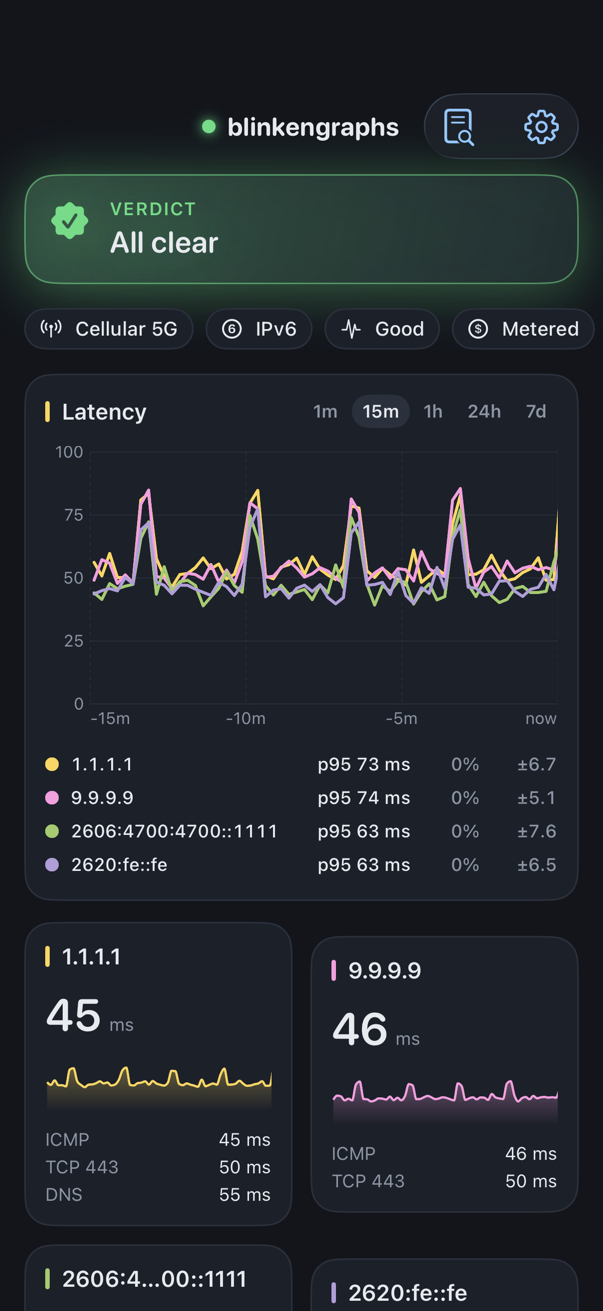 blinkengraphs
VERDICT
All clear
Cellular 5G 6 IPv6 Good $ Metered
Latency 1m 15m 1h 24h 7d
100
75
50
25
0
-15m -10m -5m now
1.1.1.1 p95 73 ms 0% ±6.7
9.9.9.9 p95 74 ms 0% ±5.1
2606:4700:4700::1111 p95 63 ms 0% ±7.6
2620:fe::fe p95 63 ms 0% ±6.5
1.1.1.1
45 ms
ICMP 45 ms
TCP 443 50 ms
DNS 55 ms
9.9.9.9
46 ms
ICMP 46 ms
TCP 443 50 ms
2606:4...00::1111
2620:fe::fe